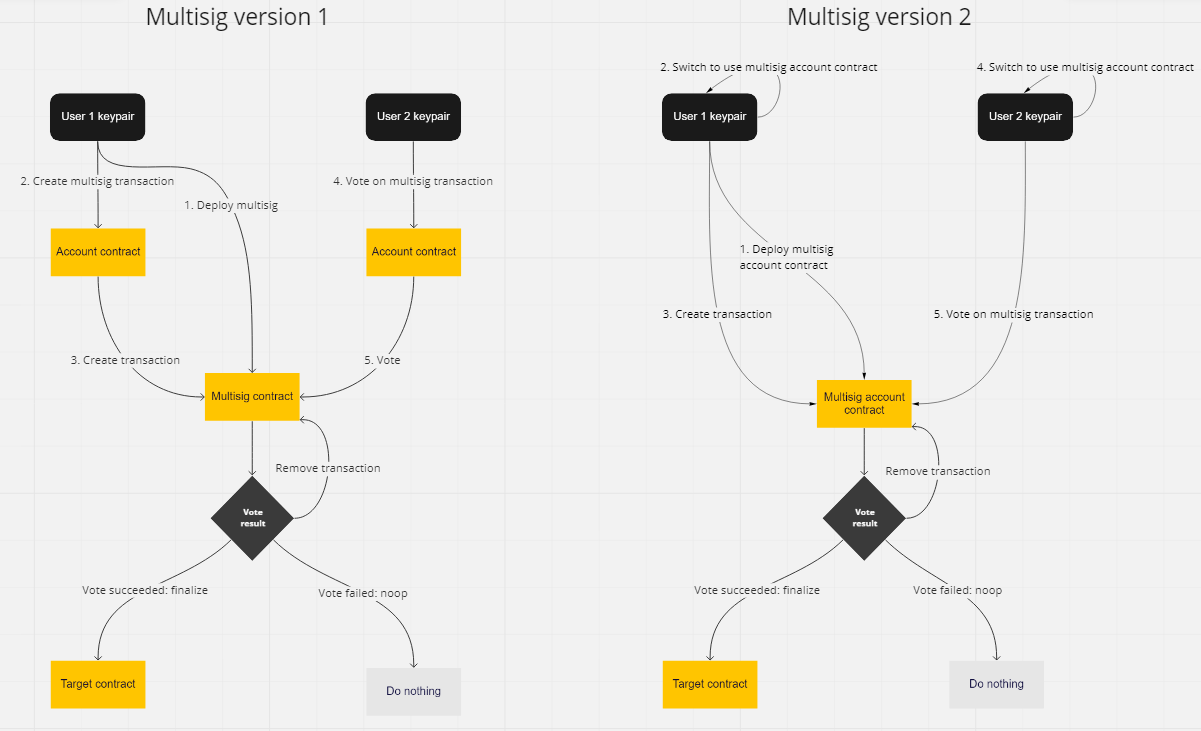 Multisig version 1
User 1 keypair
User 2 keypair
2. Create multisig transaction
4. Vote on multisig transaction
1. Deploy multisig
Account contract
Account contract
3. Create transaction
5. Vote
Multisig contract
Remove transaction
Vote
result
Vote succeeded: finalize
Vote failed: noop
Target contract
Do nothing
Multisig version 2
2. Switch to use multisig account contract
4. Switch to use multisig account contract
User 1 keypair
User 2 keypair
1. Deploy multisig
account contract
3. Create transaction
5. Vote on multisig transaction
Multisig account
contract
Remove transaction
Vote
result
Vote succeeded: finalize
Vote failed: noop
Target contract
Do nothing